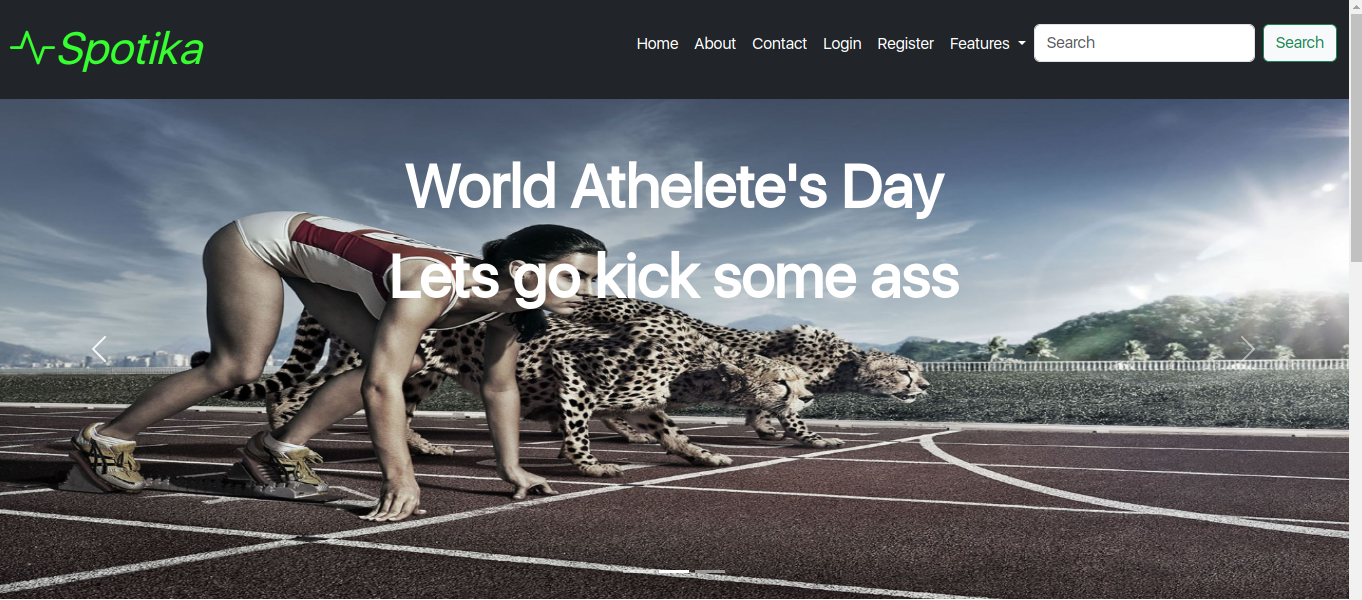 Spotika
Home About Contact Login Register Features Search Search
World Athelete's Day
Lets go kick some ass